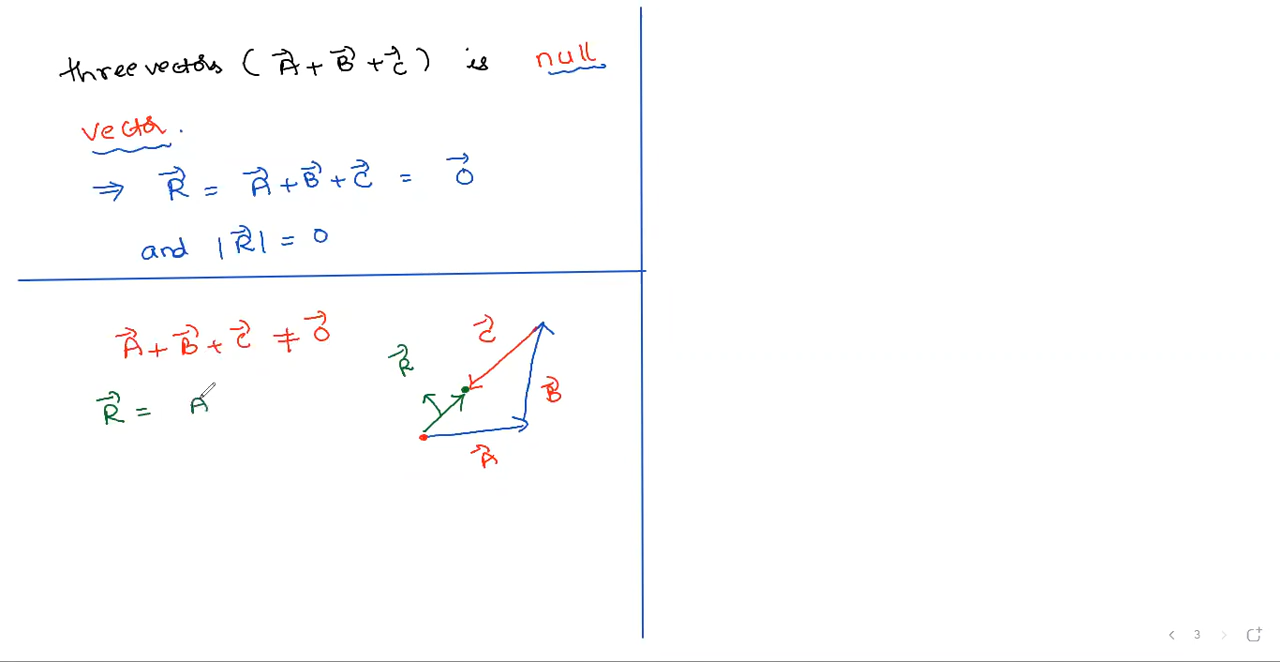 three vectors (A⃗ + B⃗ + C⃗) is null
vector.
⇒ R⃗ = A⃗ + B⃗ + C⃗ = 0⃗
and |R⃗| = 0
A⃗ + B⃗ + C⃗ ≠ 0⃗
R⃗ = A
C⃗
R⃗
B⃗
A⃗
3